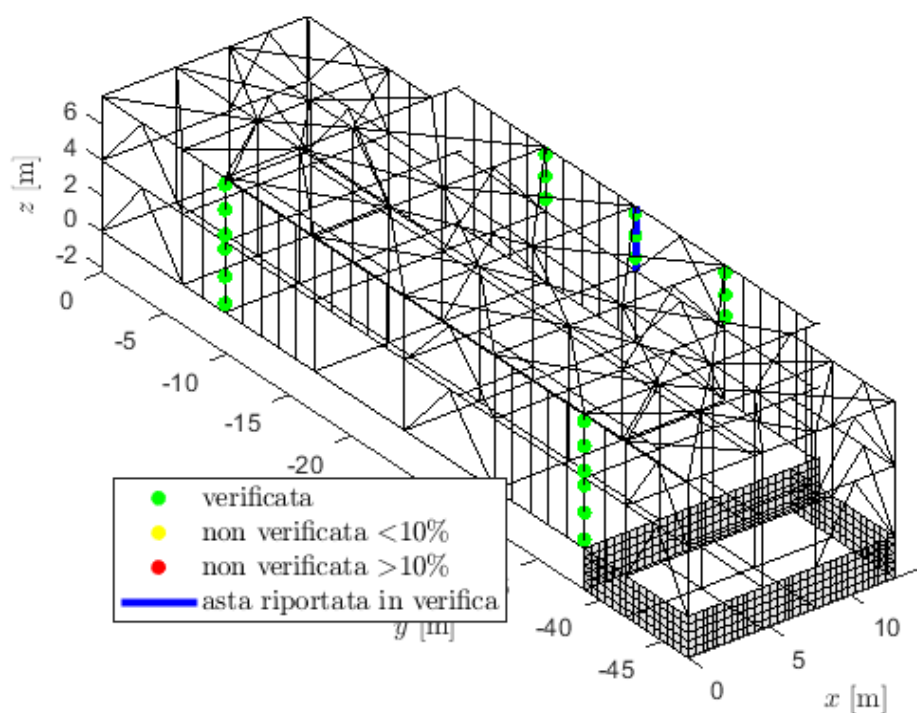 6
4
2
0
-2
z [m]
0
-5
-10
-15
-20
-40
-45
y [m]
0
5
10
x [m]
verificata
non verificata <10%
non verificata >10%
asta riportata in verifica